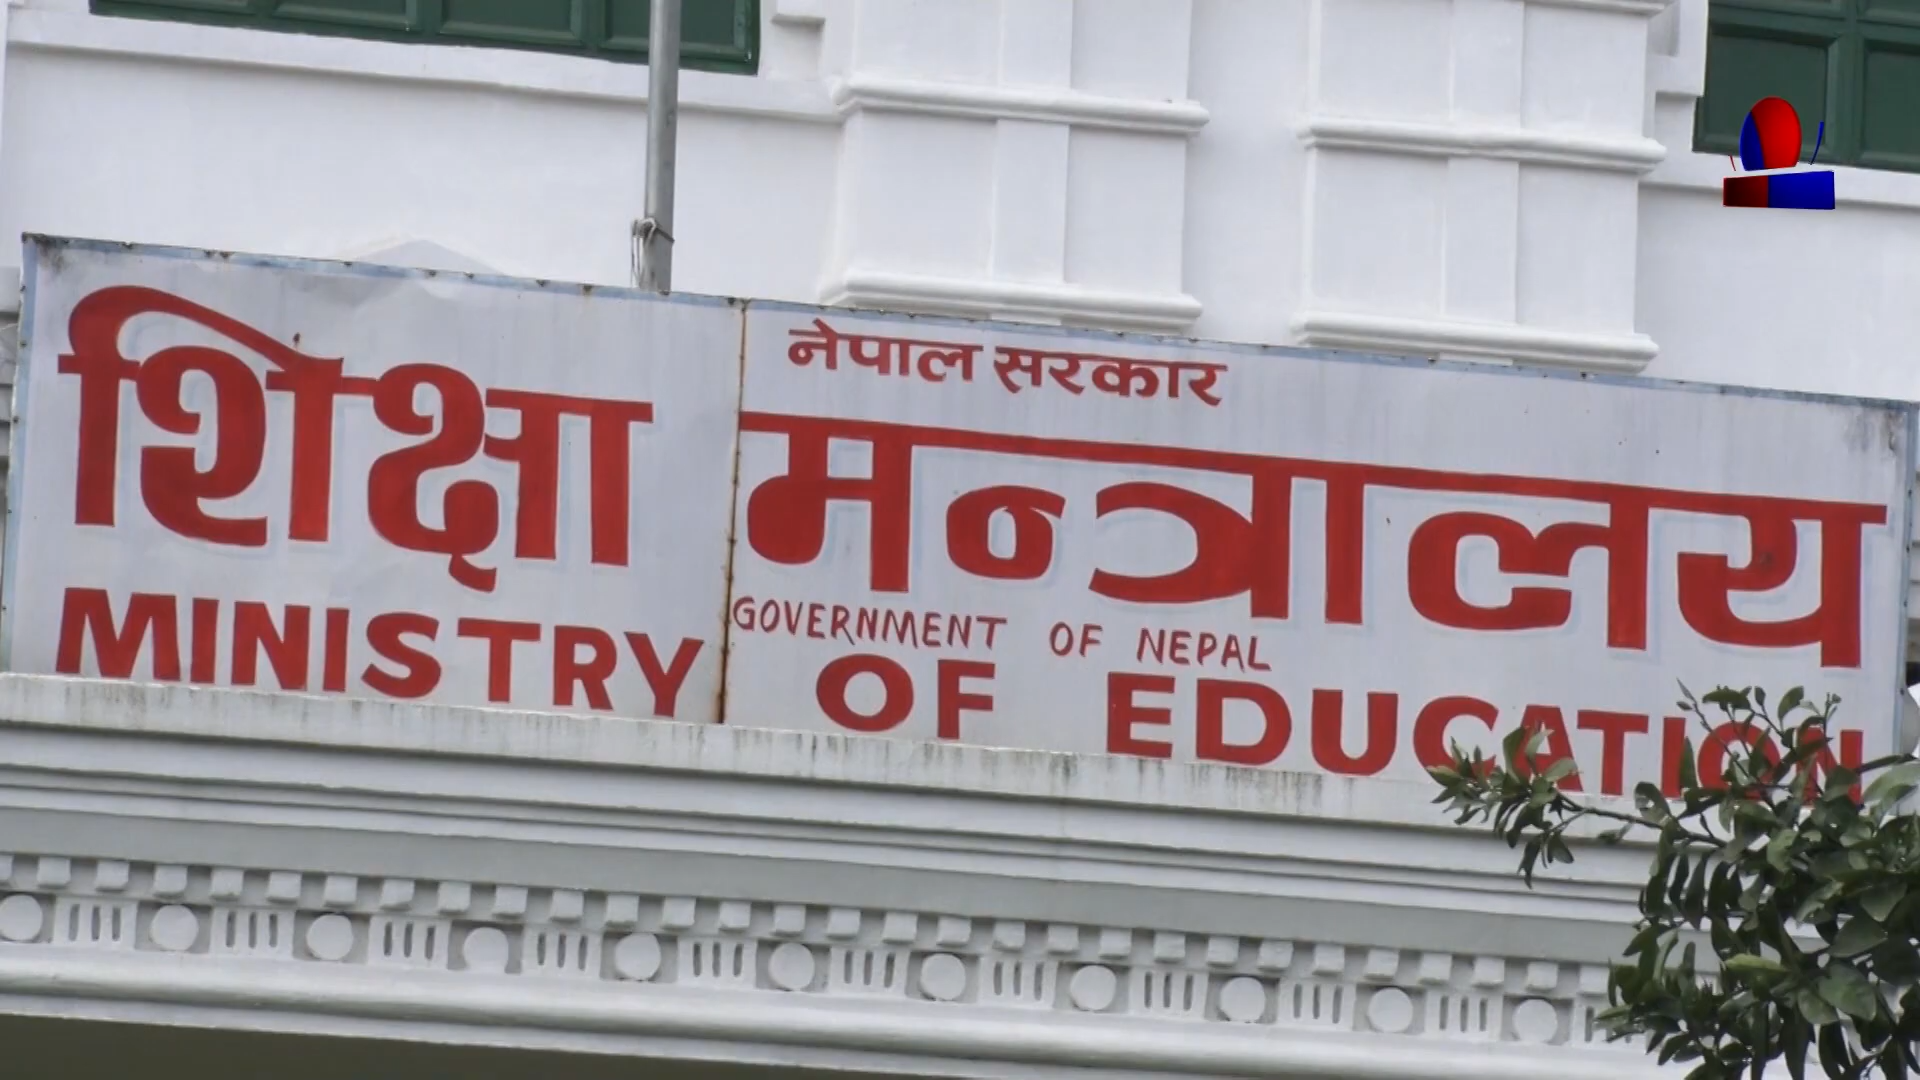 नेपाल सरकार
शिक्षा मन्त्रालय
GOVERNMENT OF NEPAL
MINISTRY OF EDUCATION